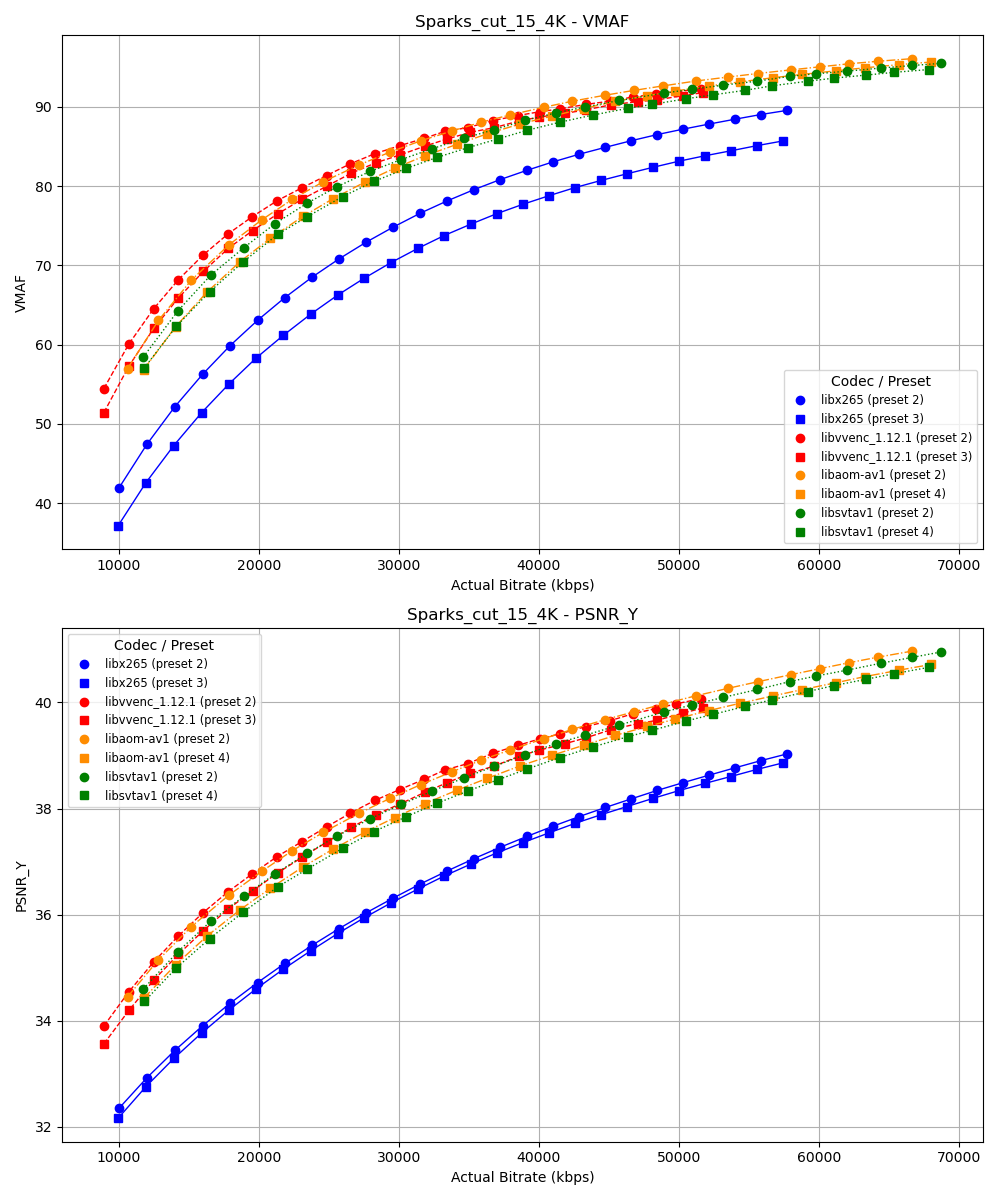 Sparks_cut_15_4K - VMAF
VMAF
90
80
70
60
50
40
10000 20000 30000 40000 50000 60000 70000
Actual Bitrate (kbps)
Codec / Preset
libx265 (preset 2)
libx265 (preset 3)
libvvenc_1.12.1 (preset 2)
libvvenc_1.12.1 (preset 3)
libaom-av1 (preset 2)
libaom-av1 (preset 4)
libsvtav1 (preset 2)
libsvtav1 (preset 4)
Sparks_cut_15_4K - PSNR_Y
PSNR_Y
Codec / Preset
libx265 (preset 2)
libx265 (preset 3)
libvvenc_1.12.1 (preset 2)
libvvenc_1.12.1 (preset 3)
libaom-av1 (preset 2)
libaom-av1 (preset 4)
libsvtav1 (preset 2)
libsvtav1 (preset 4)
40
38
36
34
32
10000 20000 30000 40000 50000 60000 70000
Actual Bitrate (kbps)